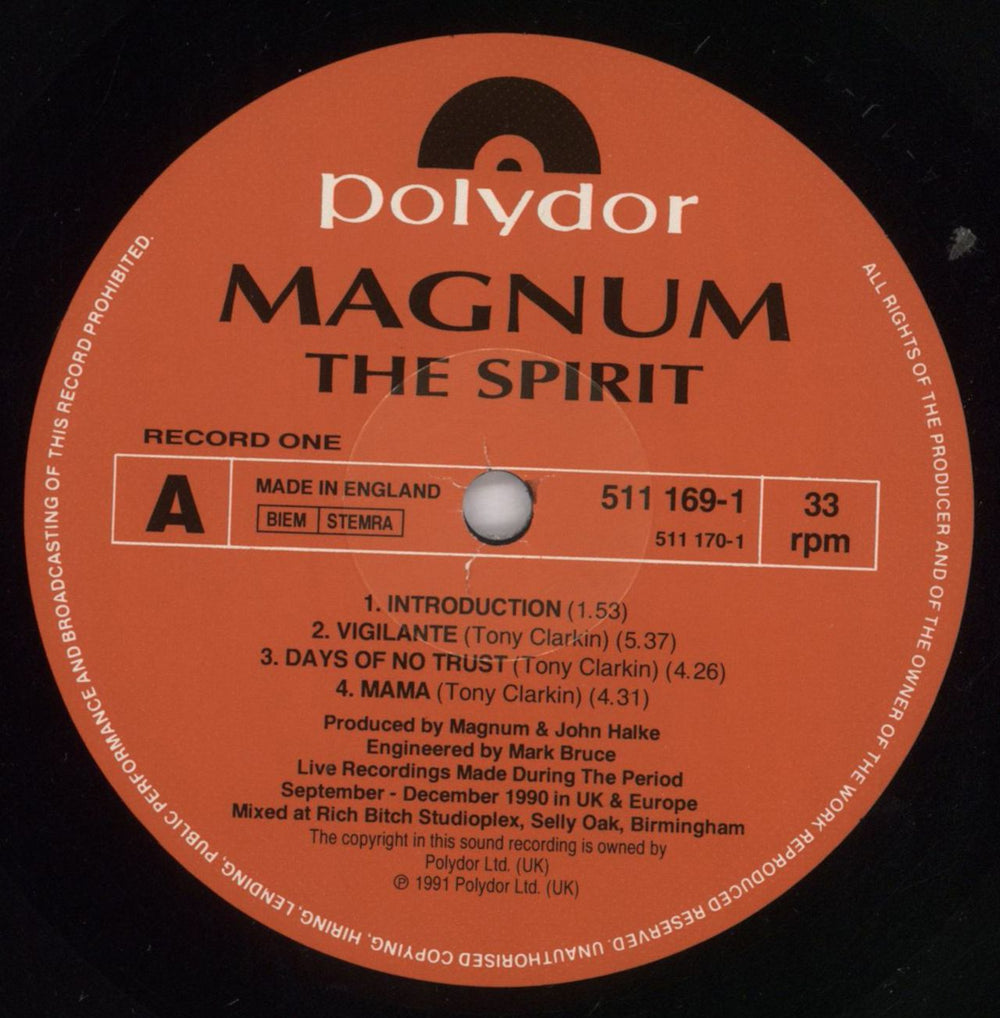 polydor
MAGNUM
THE SPIRIT
RECORD ONE
A
MADE IN ENGLAND
BIEM STEMRA
511 169-1
511 170-1
33
rpm
1. INTRODUCTION (1.53)
2. VIGILANTE (Tony Clarkin) (5.37)
3. DAYS OF NO TRUST (Tony Clarkin) (4.26)
4. MAMA (Tony Clarkin) (4.31)
Produced by Magnum & John Halke
Engineered by Mark Bruce
Live Recordings Made During The Period
September - December 1990 in UK & Europe
Mixed at Rich Bitch Studioplex, Selly Oak, Birmingham
The copyright in this sound recording is owned by
Polydor Ltd. (UK)
℗ 1991 Polydor Ltd. (UK)
ALL RIGHTS OF THE PRODUCER AND OF THE OWNER OF THE WORK REPRODUCED RESERVED. UNAUTHORISED COPYING, HIRING, LENDING, PUBLIC PERFORMANCE AND BROADCASTING OF THIS RECORD PROHIBITED.